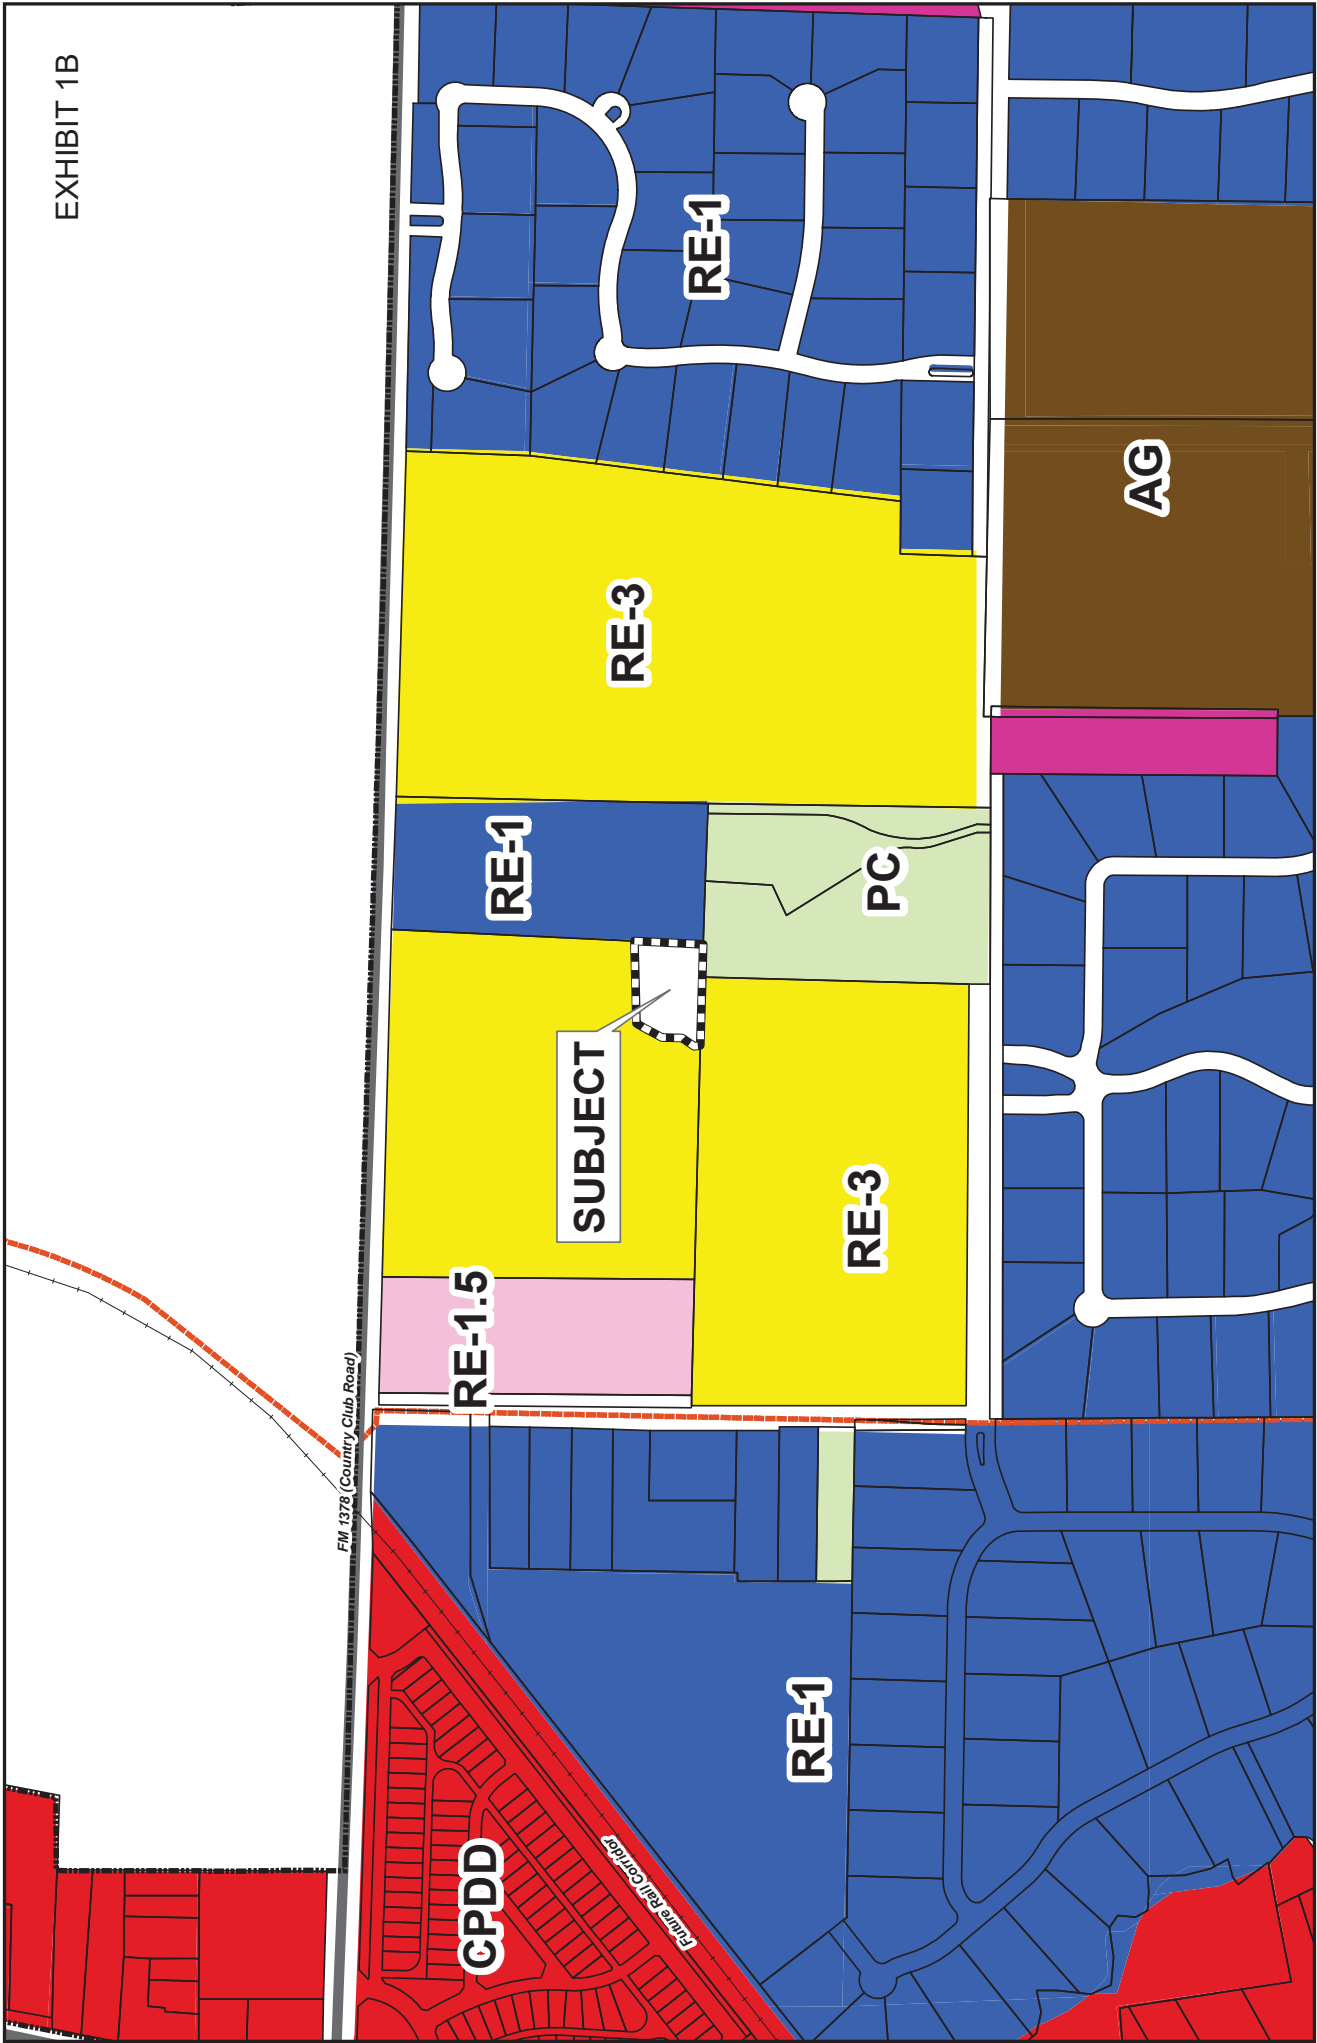 EXHIBIT 1B
RE-1
RE-3
AG
RE-1
PC
SUBJECT
RE-3
RE-1.5
FM 1378 (Country Club Road)
RE-1
CPDD
Future Rail Corridor